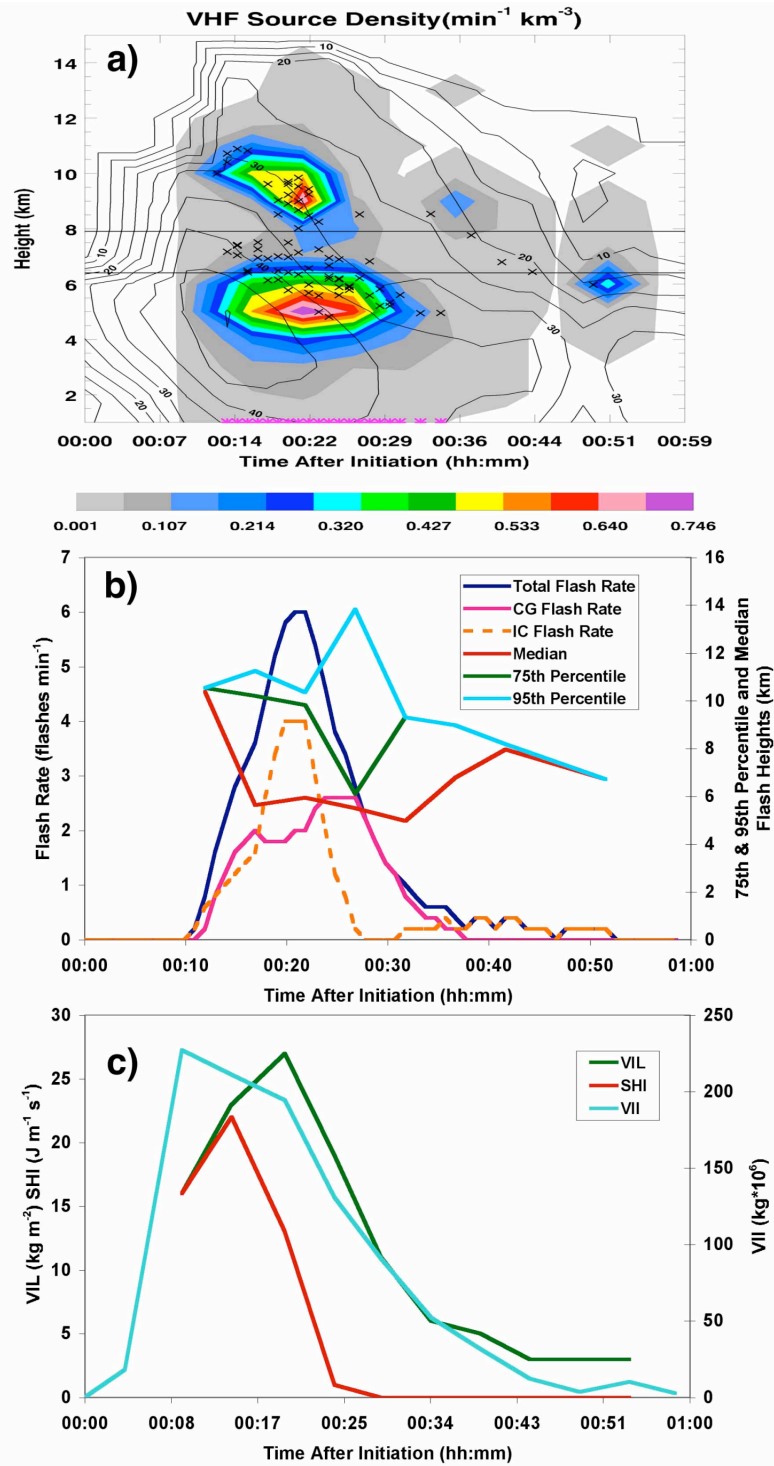 VHF Source Density(min⁻¹ km⁻³)
a)
Height (km)
14
12
10
8
6
4
2
10
20
30
40
10
20
20
10
30
20
30
40
30
00:00 00:07 00:14 00:22 00:29 00:36 00:44 00:51 00:59
Time After Initiation (hh:mm)
0.001 0.107 0.214 0.320 0.427 0.533 0.640 0.746
b)
Flash Rate (flashes min⁻¹)
7
6
5
4
3
2
1
0
Total Flash Rate
CG Flash Rate
IC Flash Rate
Median
75th Percentile
95th Percentile
16
14
12
10
8
6
4
2
0
75th & 95th Percentile and Median
Flash Heights (km)
00:00 00:10 00:20 00:30 00:40 00:50 01:00
Time After Initiation (hh:mm)
c)
VIL (kg m⁻²) SHI (J m⁻¹ s⁻¹)
30
25
20
15
10
5
0
VIL
SHI
VII
250
200
150
100
50
0
VII (kg*10⁶)
00:00 00:08 00:17 00:25 00:34 00:43 00:51 01:00
Time After Initiation (hh:mm)